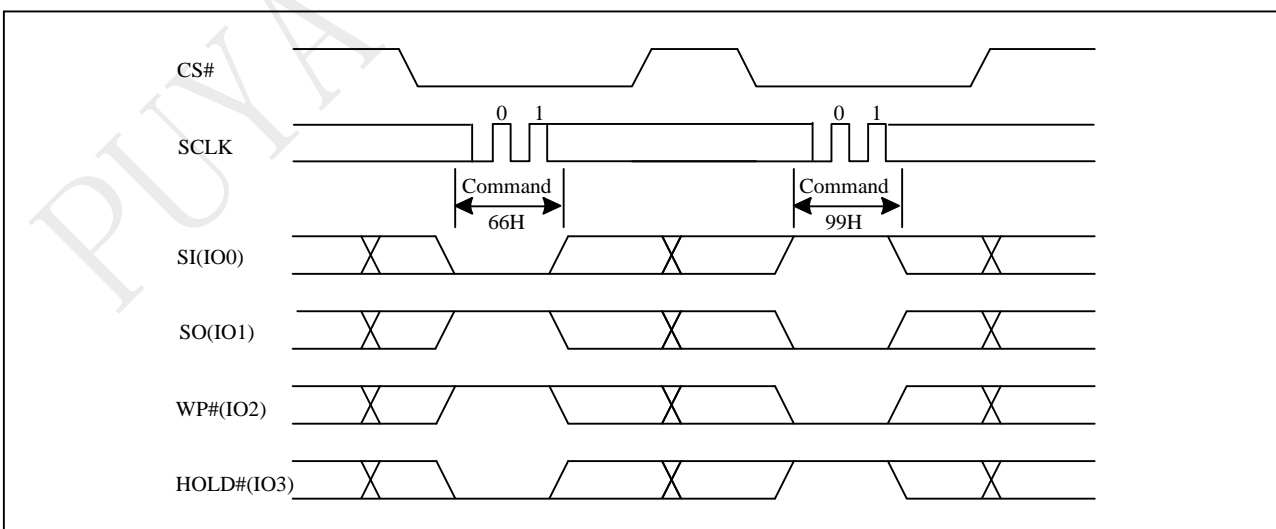 PUYA
CS#
0 1 0 1
SCLK
Command Command
66H 99H
SI(IO0)
SO(IO1)
WP#(IO2)
HOLD#(IO3)